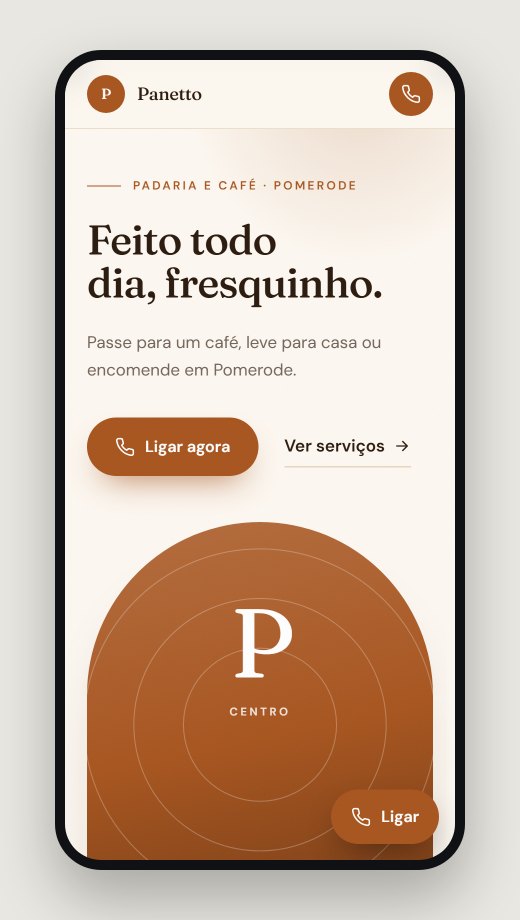 P
Panetto
PADARIA E CAFÉ · POMERODE
Feito todo
dia, fresquinho.
Passe para um café, leve para casa ou
encomende em Pomerode.
Ligar agora
Ver serviços →
P
CENTRO
Ligar